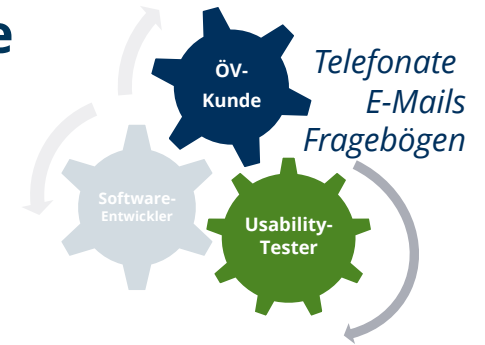 e
ÖV-
Kunde
Telefonate
E-Mails
Fragebögen
Software-
Entwickler
Usability-
Tester